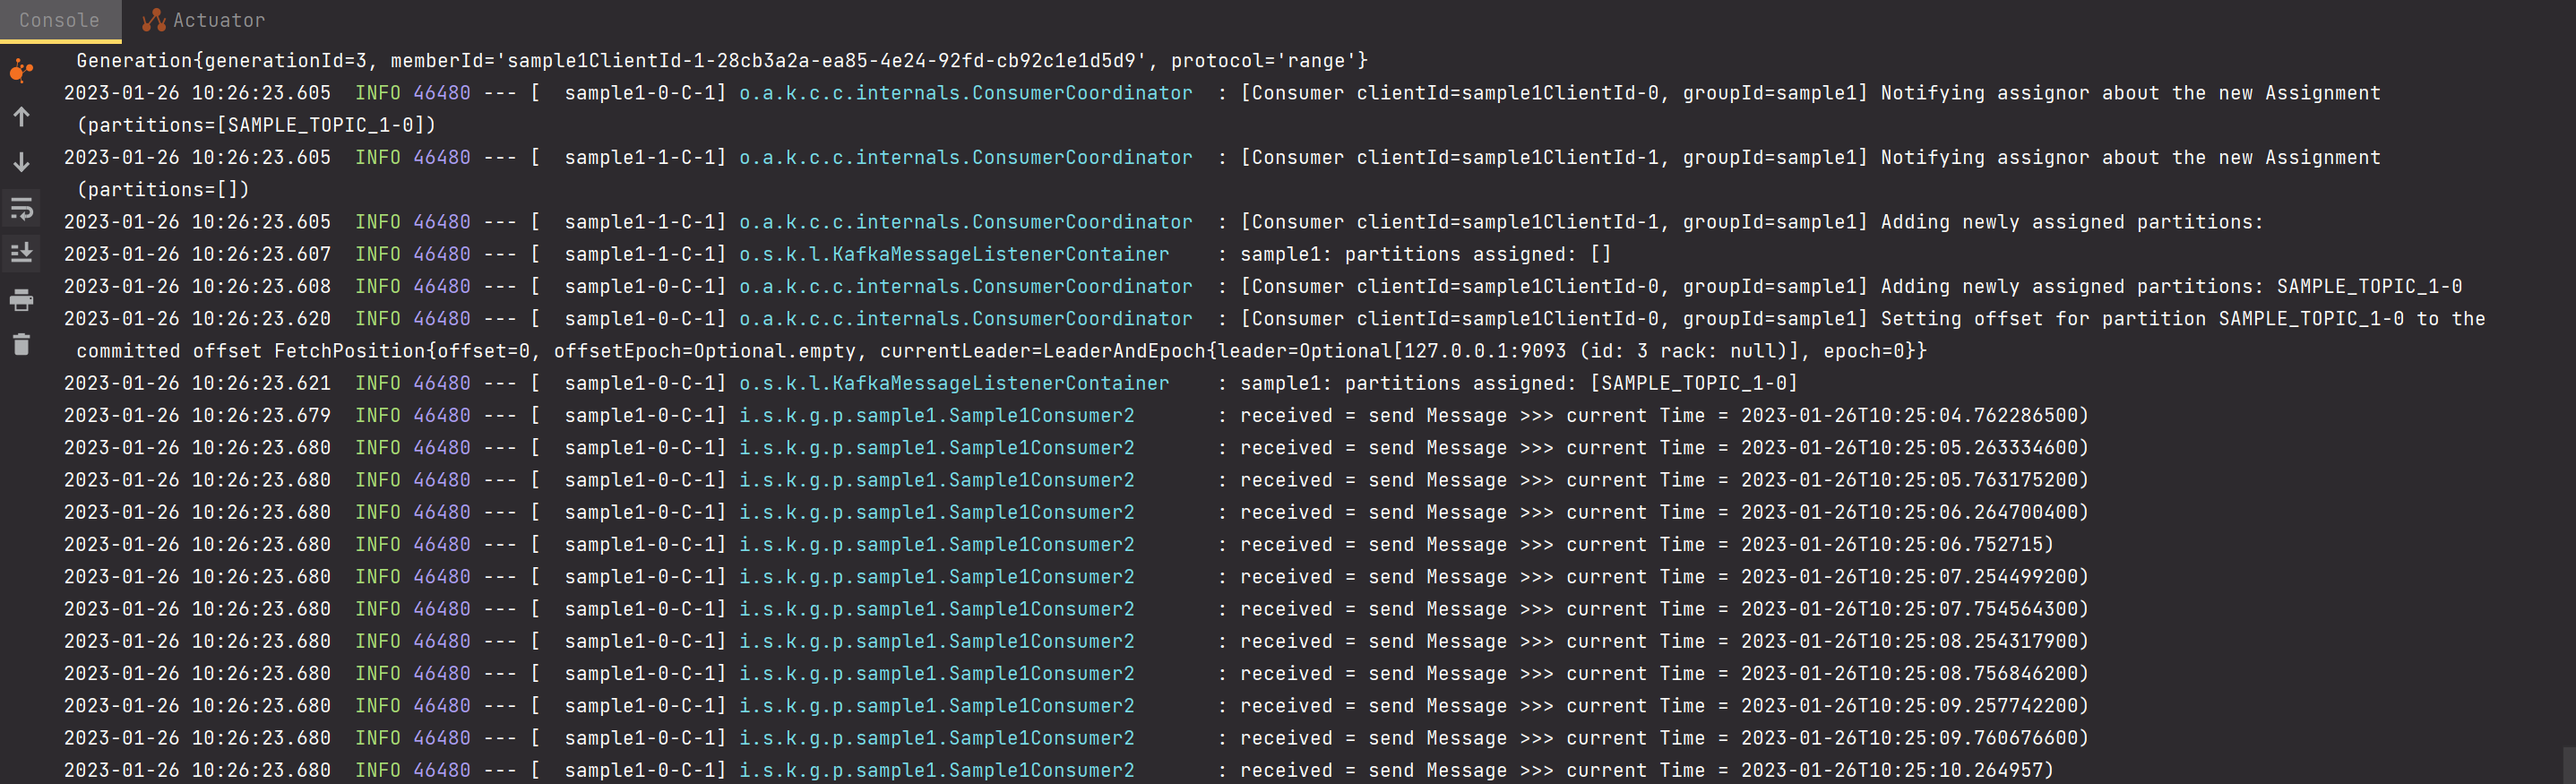 Console Actuator
Generation{generationId=3, memberId='sample1ClientId-1-28cb3a2a-ea85-4e24-92fd-cb92c1e1d5d9', protocol='range'}
2023-01-26 10:26:23.605 INFO 46480 --- [ sample1-0-C-1] o.a.k.c.c.internals.ConsumerCoordinator : [Consumer clientId=sample1ClientId-0, groupId=sample1] Notifying assignor about the new Assignment
(partitions=[SAMPLE_TOPIC_1-0])
2023-01-26 10:26:23.605 INFO 46480 --- [ sample1-1-C-1] o.a.k.c.c.internals.ConsumerCoordinator : [Consumer clientId=sample1ClientId-1, groupId=sample1] Notifying assignor about the new Assignment
(partitions=[])
2023-01-26 10:26:23.605 INFO 46480 --- [ sample1-1-C-1] o.a.k.c.c.internals.ConsumerCoordinator : [Consumer clientId=sample1ClientId-1, groupId=sample1] Adding newly assigned partitions:
2023-01-26 10:26:23.607 INFO 46480 --- [ sample1-1-C-1] o.s.k.l.KafkaMessageListenerContainer : sample1: partitions assigned: []
2023-01-26 10:26:23.608 INFO 46480 --- [ sample1-0-C-1] o.a.k.c.c.internals.ConsumerCoordinator : [Consumer clientId=sample1ClientId-0, groupId=sample1] Adding newly assigned partitions: SAMPLE_TOPIC_1-0
2023-01-26 10:26:23.620 INFO 46480 --- [ sample1-0-C-1] o.a.k.c.c.internals.ConsumerCoordinator : [Consumer clientId=sample1ClientId-0, groupId=sample1] Setting offset for partition SAMPLE_TOPIC_1-0 to the
committed offset FetchPosition{offset=0, offsetEpoch=Optional.empty, currentLeader=LeaderAndEpoch{leader=Optional[127.0.0.1:9093 (id: 3 rack: null)], epoch=0}}
2023-01-26 10:26:23.621 INFO 46480 --- [ sample1-0-C-1] o.s.k.l.KafkaMessageListenerContainer : sample1: partitions assigned: [SAMPLE_TOPIC_1-0]
2023-01-26 10:26:23.679 INFO 46480 --- [ sample1-0-C-1] i.s.k.g.p.sample1.Sample1Consumer2 : received = send Message >>> current Time = 2023-01-26T10:25:04.762286500)
2023-01-26 10:26:23.680 INFO 46480 --- [ sample1-0-C-1] i.s.k.g.p.sample1.Sample1Consumer2 : received = send Message >>> current Time = 2023-01-26T10:25:05.263334600)
2023-01-26 10:26:23.680 INFO 46480 --- [ sample1-0-C-1] i.s.k.g.p.sample1.Sample1Consumer2 : received = send Message >>> current Time = 2023-01-26T10:25:05.763175200)
2023-01-26 10:26:23.680 INFO 46480 --- [ sample1-0-C-1] i.s.k.g.p.sample1.Sample1Consumer2 : received = send Message >>> current Time = 2023-01-26T10:25:06.264700400)
2023-01-26 10:26:23.680 INFO 46480 --- [ sample1-0-C-1] i.s.k.g.p.sample1.Sample1Consumer2 : received = send Message >>> current Time = 2023-01-26T10:25:06.752715)
2023-01-26 10:26:23.680 INFO 46480 --- [ sample1-0-C-1] i.s.k.g.p.sample1.Sample1Consumer2 : received = send Message >>> current Time = 2023-01-26T10:25:07.254499200)
2023-01-26 10:26:23.680 INFO 46480 --- [ sample1-0-C-1] i.s.k.g.p.sample1.Sample1Consumer2 : received = send Message >>> current Time = 2023-01-26T10:25:07.754564300)
2023-01-26 10:26:23.680 INFO 46480 --- [ sample1-0-C-1] i.s.k.g.p.sample1.Sample1Consumer2 : received = send Message >>> current Time = 2023-01-26T10:25:08.254317900)
2023-01-26 10:26:23.680 INFO 46480 --- [ sample1-0-C-1] i.s.k.g.p.sample1.Sample1Consumer2 : received = send Message >>> current Time = 2023-01-26T10:25:08.756846200)
2023-01-26 10:26:23.680 INFO 46480 --- [ sample1-0-C-1] i.s.k.g.p.sample1.Sample1Consumer2 : received = send Message >>> current Time = 2023-01-26T10:25:09.257742200)
2023-01-26 10:26:23.680 INFO 46480 --- [ sample1-0-C-1] i.s.k.g.p.sample1.Sample1Consumer2 : received = send Message >>> current Time = 2023-01-26T10:25:09.760676600)
2023-01-26 10:26:23.680 INFO 46480 --- [ sample1-0-C-1] i.s.k.g.p.sample1.Sample1Consumer2 : received = send Message >>> current Time = 2023-01-26T10:25:10.264957)